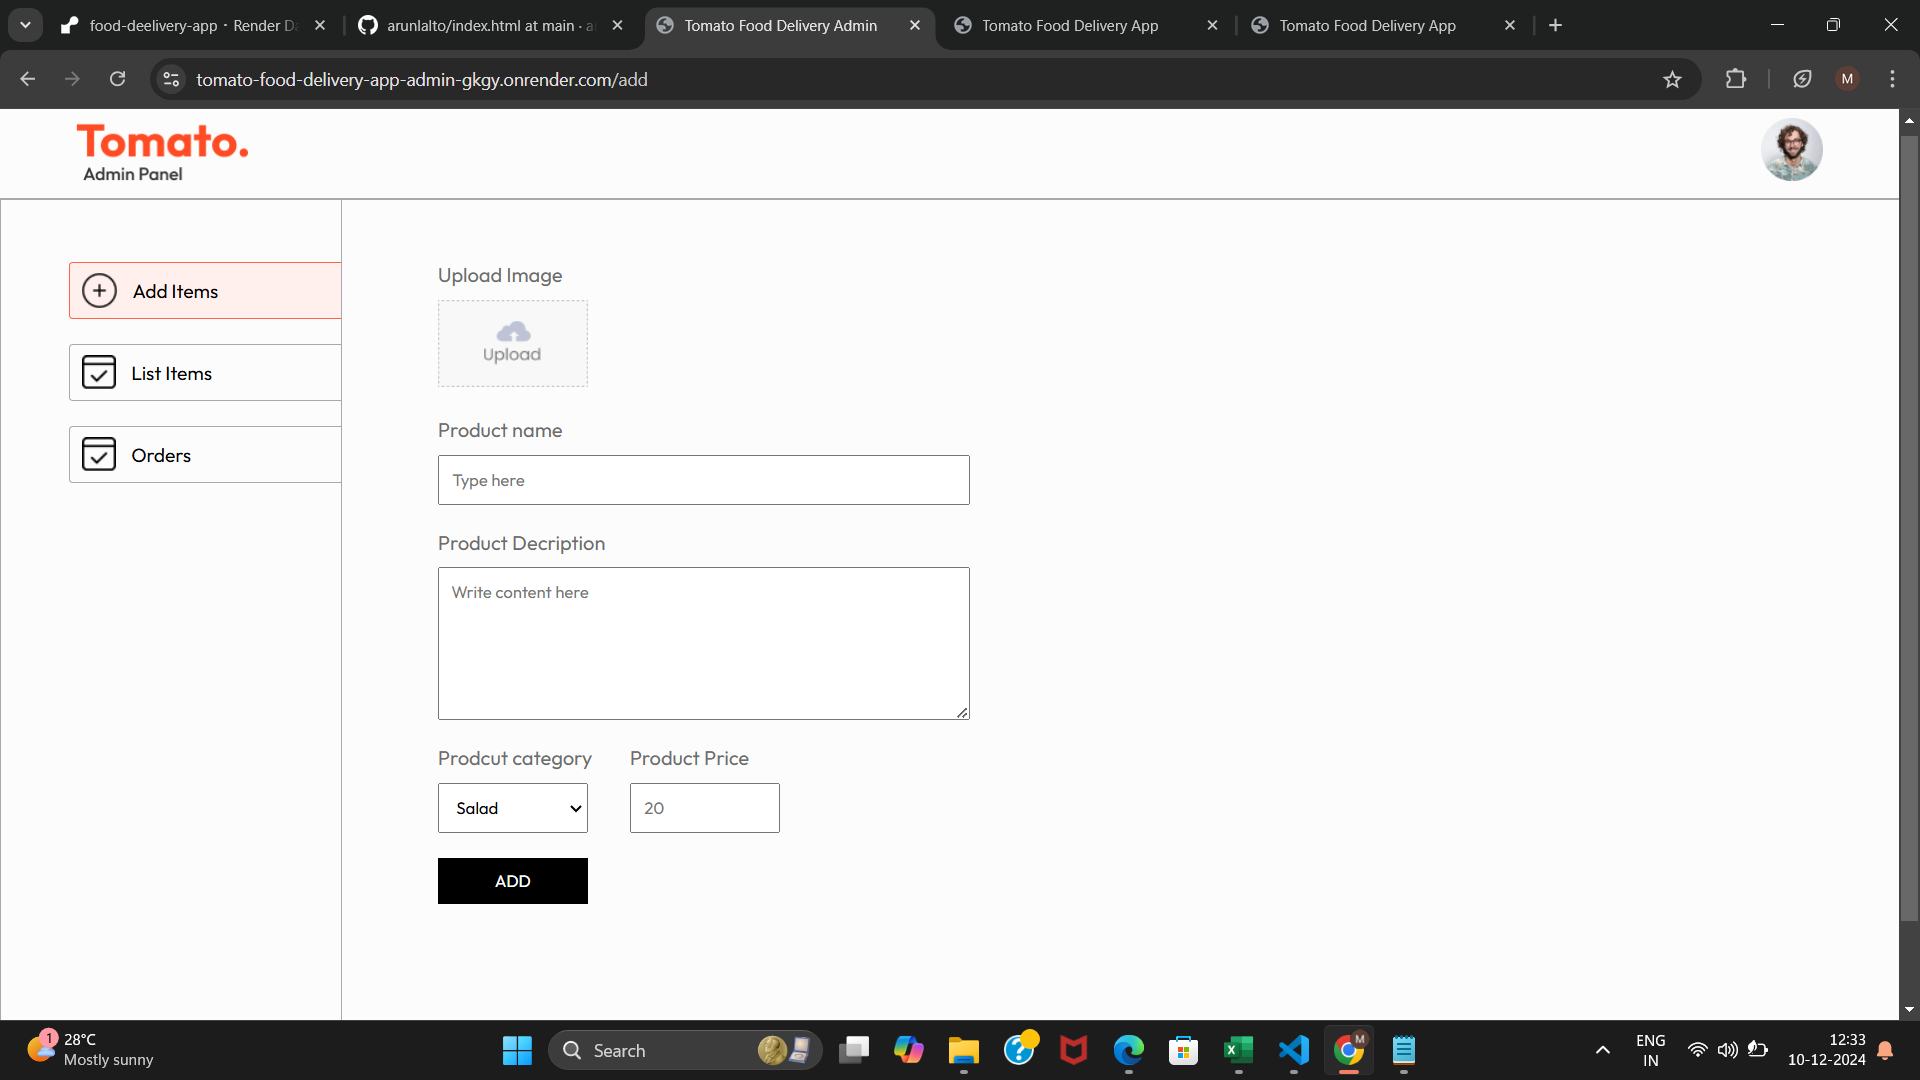 food-deelivery-app · Render Da
arunlalto/index.html at main · a
Tomato Food Delivery Admin
Tomato Food Delivery App
Tomato Food Delivery App
tomato-food-delivery-app-admin-gkgy.onrender.com/add
M
Tomato.
Admin Panel
Add Items
List Items
Orders
Upload Image
Upload
Product name
Type here
Product Decription
Write content here
Prodcut category
Product Price
Salad
20
ADD
1
28°C
Mostly sunny
Search
M
ENG
IN
12:33
10-12-2024